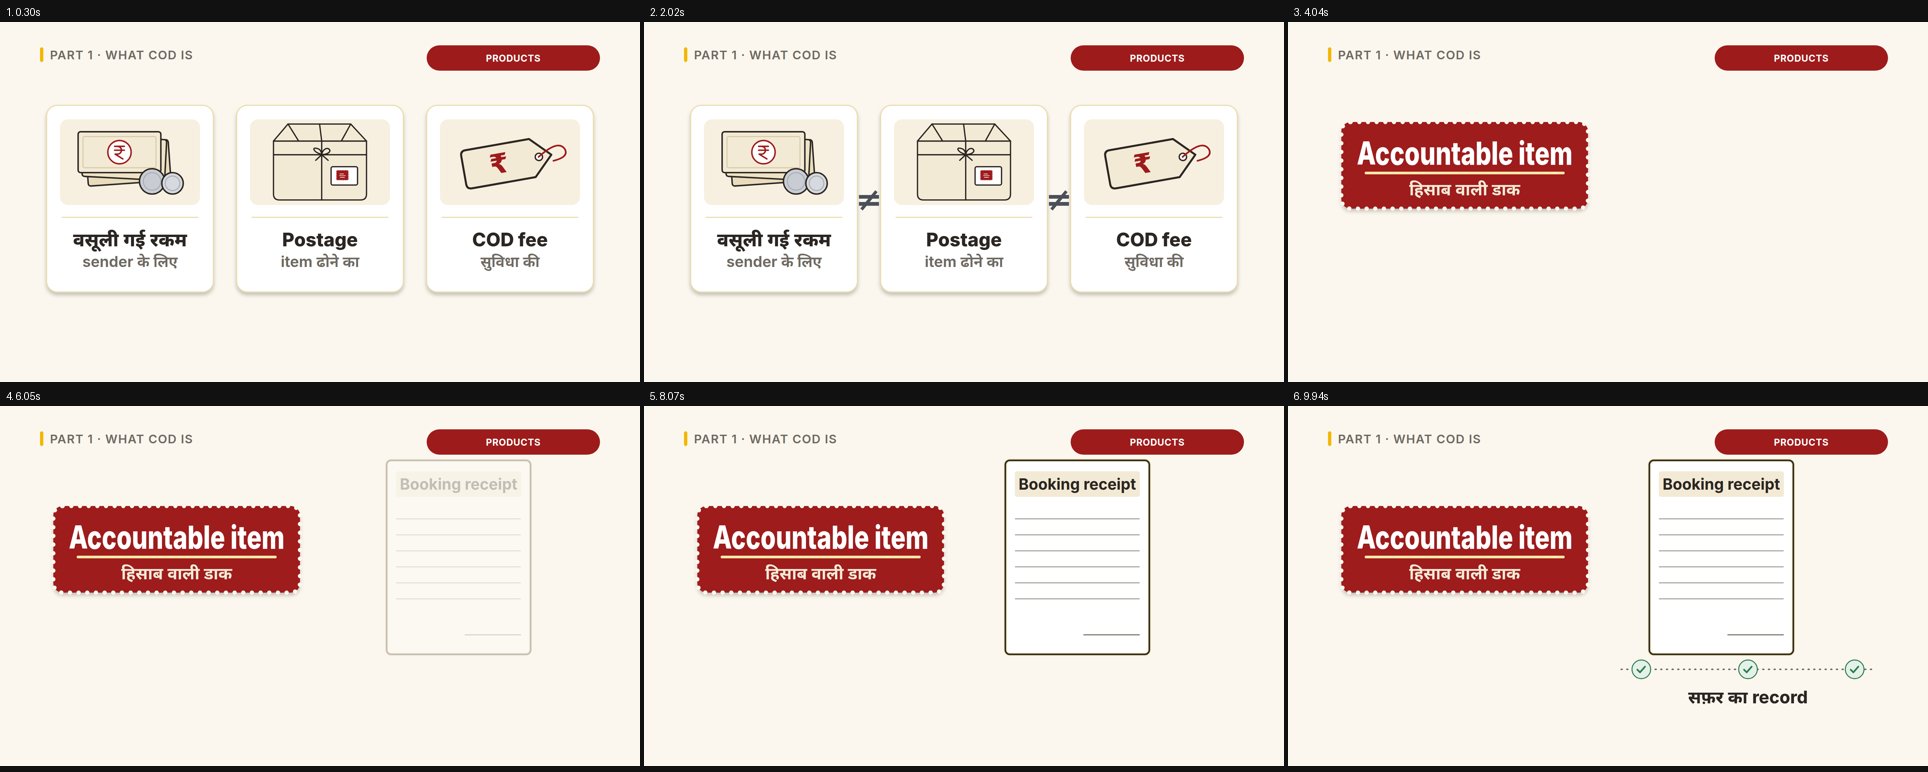 1. 0.30s
PART 1 · WHAT COD IS
PRODUCTS
₹
₹
वसूली गई रकम
sender के लिए
Postage
item ढोने का
COD fee
सुविधा की
2. 2.02s
PART 1 · WHAT COD IS
PRODUCTS
₹
₹
≠
≠
वसूली गई रकम
sender के लिए
Postage
item ढोने का
COD fee
सुविधा की
3. 4.04s
PART 1 · WHAT COD IS
PRODUCTS
Accountable item
हिसाब वाली डाक
4. 6.05s
PART 1 · WHAT COD IS
PRODUCTS
Booking receipt
Accountable item
हिसाब वाली डाक
5. 8.07s
PART 1 · WHAT COD IS
PRODUCTS
Booking receipt
Accountable item
हिसाब वाली डाक
6. 9.94s
PART 1 · WHAT COD IS
PRODUCTS
Booking receipt
Accountable item
हिसाब वाली डाक
सफ़र का record